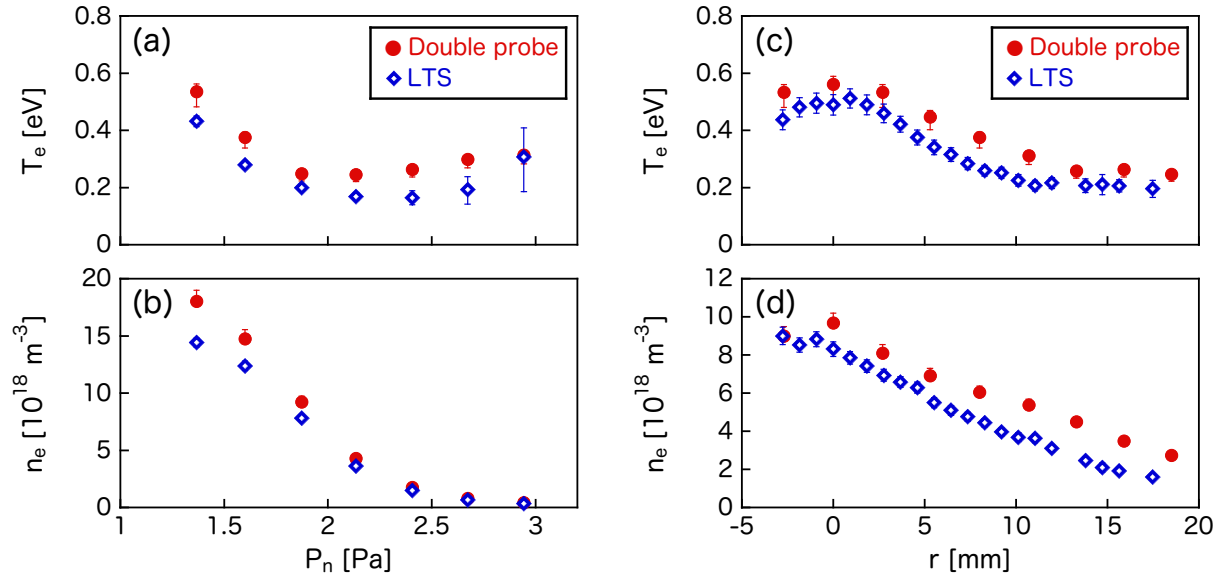 (a)
Double probe
LTS
T_e [eV]
0.8
0.6
0.4
0.2
0
(c)
Double probe
LTS
T_e [eV]
0.8
0.6
0.4
0.2
0
(b)
n_e [10^18 m^-3]
20
15
10
5
0
1 1.5 2 2.5 3
P_n [Pa]
(d)
n_e [10^18 m^-3]
12
10
8
6
4
2
0
-5 0 5 10 15 20
r [mm]